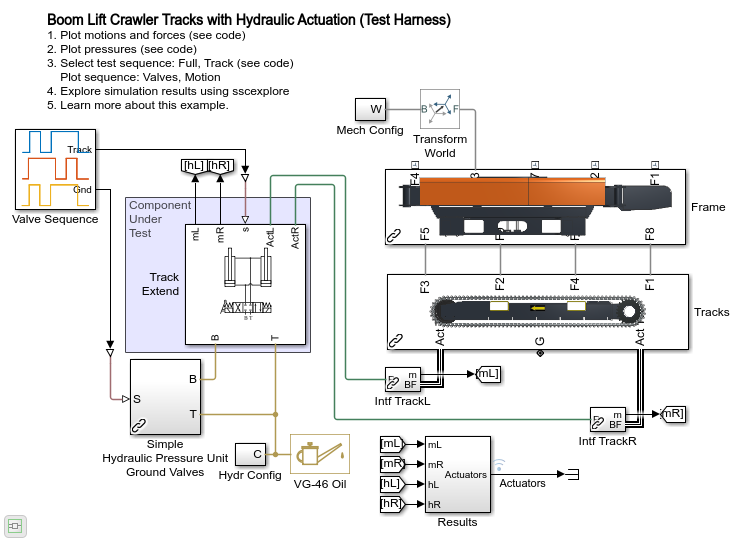 Boom Lift Crawler Tracks with Hydraulic Actuation (Test Harness)
1. Plot motions and forces (see code)
2. Plot pressures (see code)
3. Select test sequence: Full, Track (see code)
Plot sequence: Valves, Motion
4. Explore simulation results using sscexplore
5. Learn more about this example.
W
Mech Config
B
F
Transform
World
Track
Gnd
Valve Sequence
[hL]
[hR]
Component
Under
Test
mL
mR
s
ActL
ActR
Track
Extend
B T
B
T
F4
3
7
2
F1
F5
F8
Frame
F3
F2
F4
F1
Tracks
Act
G
Act
S
B
T
Simple
Hydraulic Pressure Unit
Ground Valves
C
Hydr Config
VG-46 Oil
m
BF
Intf TrackL
[mL]
m
BF
Intf TrackR
[mR]
[mL]
[mR]
[hL]
[hR]
mL
mR
hL
hR
Actuators
Results
Actuators